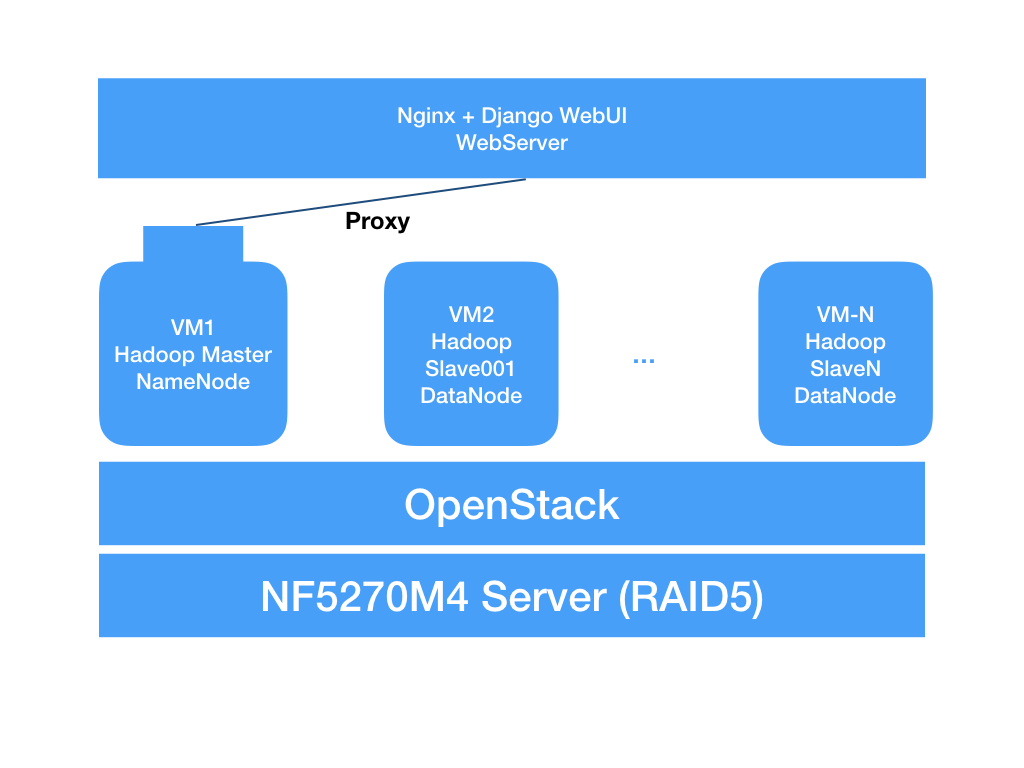 Nginx + Django WebUI
WebServer
Proxy
VM1
Hadoop Master
NameNode
VM2
Hadoop
Slave001
DataNode
...
VM-N
Hadoop
SlaveN
DataNode
OpenStack
NF5270M4 Server (RAID5)